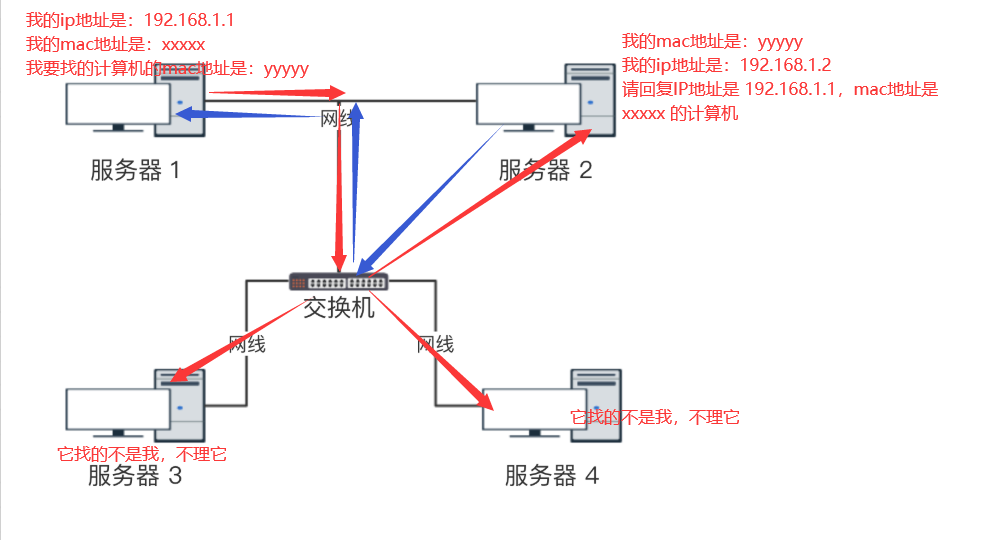 我的ip地址是：192.168.1.1
我的mac地址是：xxxxx
我要找的计算机的mac地址是：yyyyy
我的mac地址是：yyyyy
我的ip地址是：192.168.1.2
请回复IP地址是 192.168.1.1，mac地址是
xxxxx 的计算机
网线
服务器 1
服务器 2
交换机
网线
网线
它找的不是我，不理它
它找的不是我，不理它
服务器 3
服务器 4